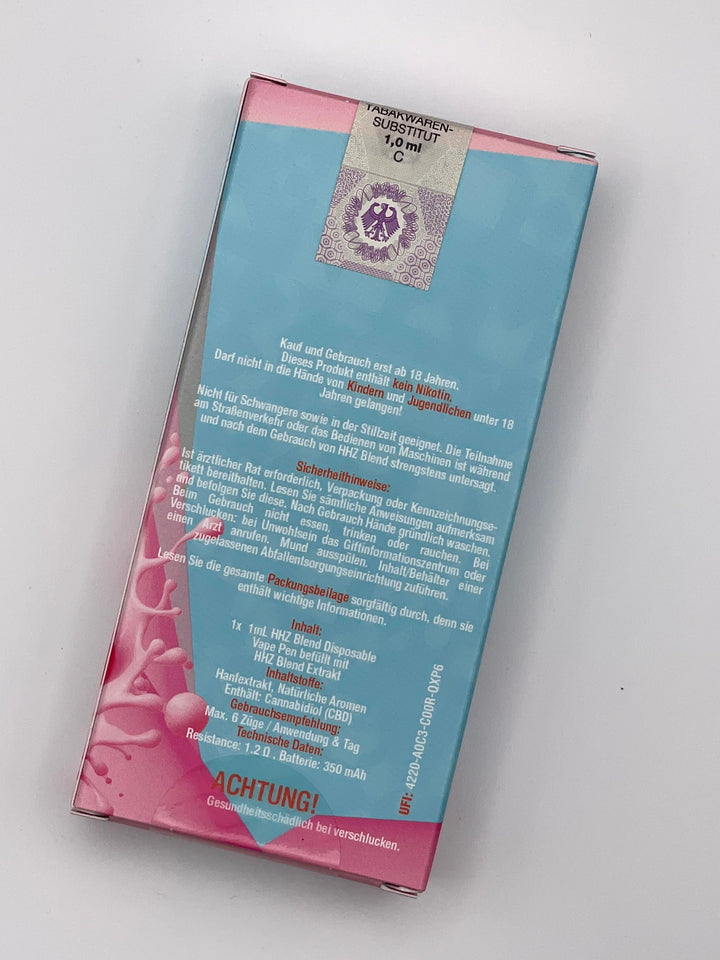 TABAKWAREN-
SUBSTITUT
1,0 ml
C
Kauf und Gebrauch erst ab 18 Jahren.
Dieses Produkt enthält kein Nikotin.
Darf nicht in die Hände von Kindern und Jugendlichen unter 18
Jahren gelangen!
Nicht für Schwangere sowie in der Stillzeit geeignet. Die Teilnahme
am Straßenverkehr oder das Bedienen von Maschinen ist während
und nach dem Gebrauch von HHZ Blend strengstens untersagt.
Sicherheithinweise:
Ist ärztlicher Rat erforderlich, Verpackung oder Kennzeichnungse-
tikett bereithalten. Lesen Sie sämtliche Anweisungen aufmerksam
und befolgen Sie diese. Nach Gebrauch Hände gründlich waschen.
Beim Gebrauch nicht essen, trinken oder rauchen. Bei
Verschlucken: bei Unwohlsein das Giftinformationszentrum oder
einen Arzt anrufen. Mund ausspülen. Inhalt/Behälter einer
zugelassenen Abfallentsorgungseinrichtung zuführen.
Lesen Sie die gesamte Packungsbeilage sorgfältig durch, denn sie
enthält wichtige Informationen.
Inhalt:
1x 1mL HHZ Blend Disposable
Vape Pen befüllt mit
HHZ Blend Extrakt
Inhaltstoffe:
Hanfextrakt, Natürliche Aromen
Enthält: Cannabidiol (CBD)
Gebrauchsempfehlung:
Max. 6 Züge / Anwendung & Tag
Technische Daten:
Resistance: 1.2 Ω . Batterie: 350 mAh
ACHTUNG!
Gesundheitsschädlich bei verschlucken.
UFI: 4220-A0C3-C00R-QXP6